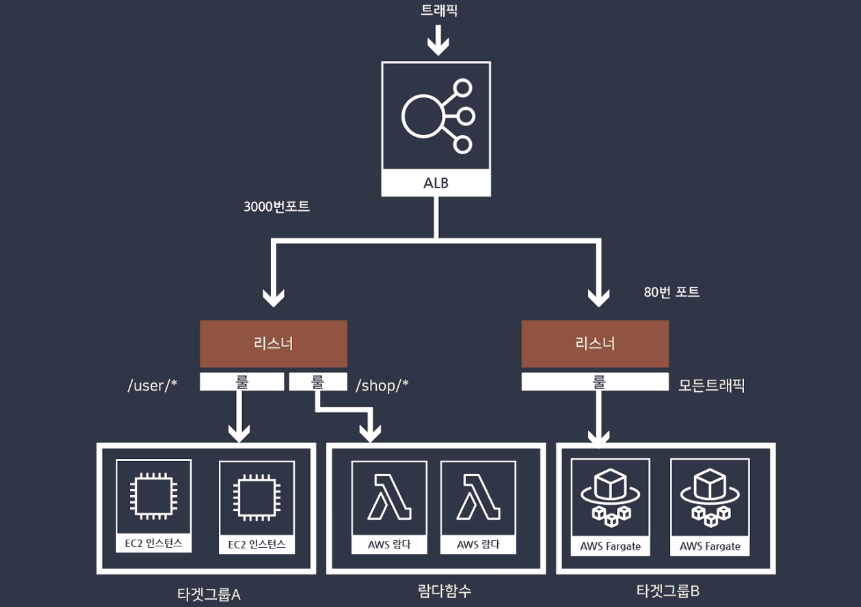 트래픽
ALB
3000번포트
80번 포트
리스너
리스너
/user/*
룰
룰
/shop/*
룰
모든트래픽
EC2 인스턴스
EC2 인스턴스
AWS 람다
AWS 람다
AWS Fargate
AWS Fargate
타겟그룹A
람다함수
타겟그룹B